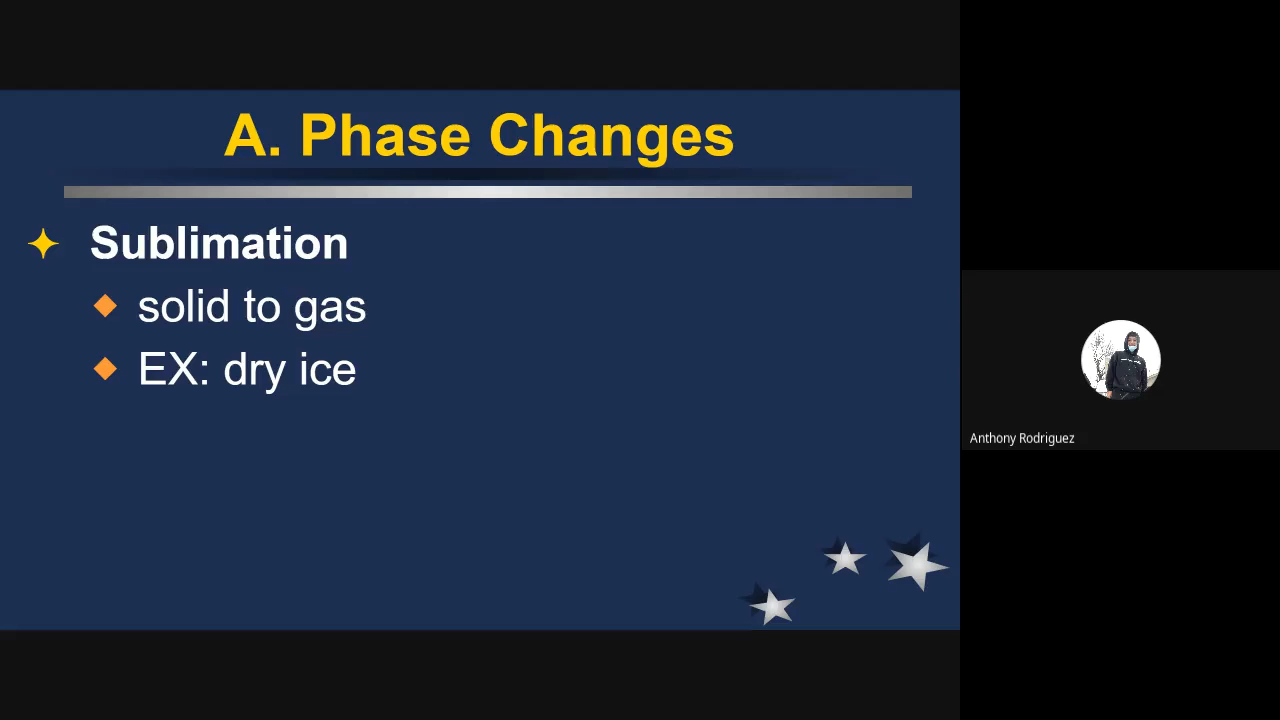 A. Phase Changes
Sublimation
solid to gas
EX: dry ice
Anthony Rodriguez